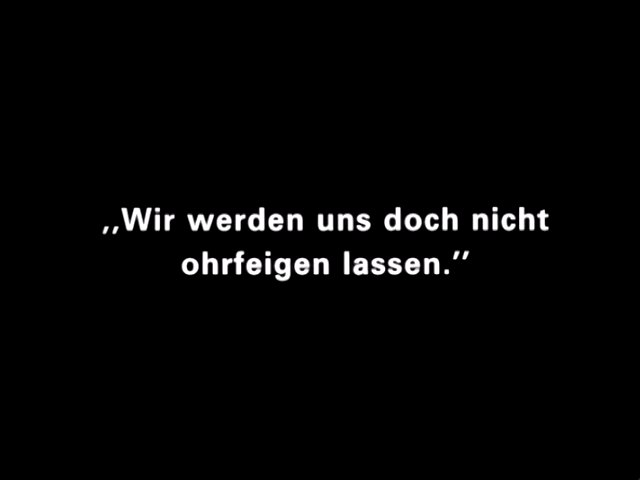 ,,Wir werden uns doch nicht
ohrfeigen lassen.’’